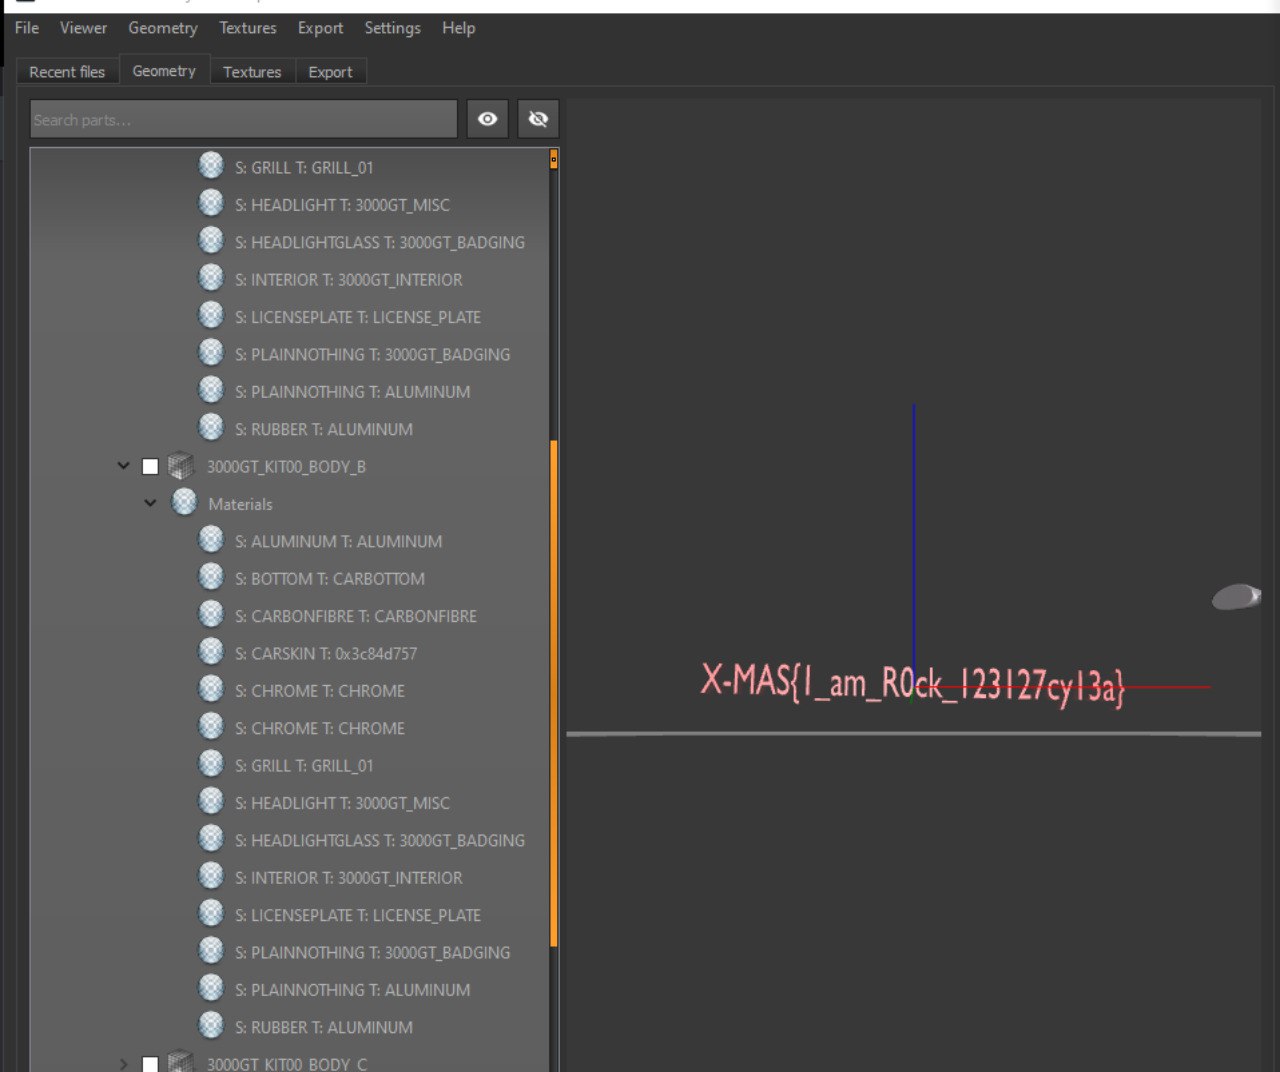 File Viewer Geometry Textures Export Settings Help
Recent files Geometry Textures Export
Search parts...
S: GRILL T: GRILL_01
S: HEADLIGHT T: 3000GT_MISC
S: HEADLIGHTGLASS T: 3000GT_BADGING
S: INTERIOR T: 3000GT_INTERIOR
S: LICENSEPLATE T: LICENSE_PLATE
S: PLAINNOTHING T: 3000GT_BADGING
S: PLAINNOTHING T: ALUMINUM
S: RUBBER T: ALUMINUM
3000GT_KIT00_BODY_B
Materials
S: ALUMINUM T: ALUMINUM
S: BOTTOM T: CARBOTTOM
S: CARBONFIBRE T: CARBONFIBRE
S: CARSKIN T: 0x3c84d757
S: CHROME T: CHROME
S: CHROME T: CHROME
S: GRILL T: GRILL_01
S: HEADLIGHT T: 3000GT_MISC
S: HEADLIGHTGLASS T: 3000GT_BADGING
S: INTERIOR T: 3000GT_INTERIOR
S: LICENSEPLATE T: LICENSE_PLATE
S: PLAINNOTHING T: 3000GT_BADGING
S: PLAINNOTHING T: ALUMINUM
S: RUBBER T: ALUMINUM
3000GT_KIT00_BODY_C
X-MAS{I_am_R0ck_123127cy13a}